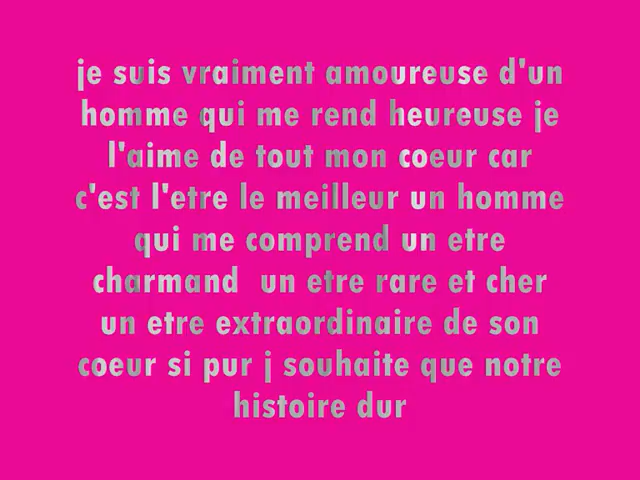 je suis vraiment amoureuse d'un
homme qui me rend heureuse je
l'aime de tout mon coeur car
c'est l'etre le meilleur un homme
qui me comprend un etre
charmand  un etre rare et cher
un etre extraordinaire de son
coeur si pur j souhaite que notre
histoire dur